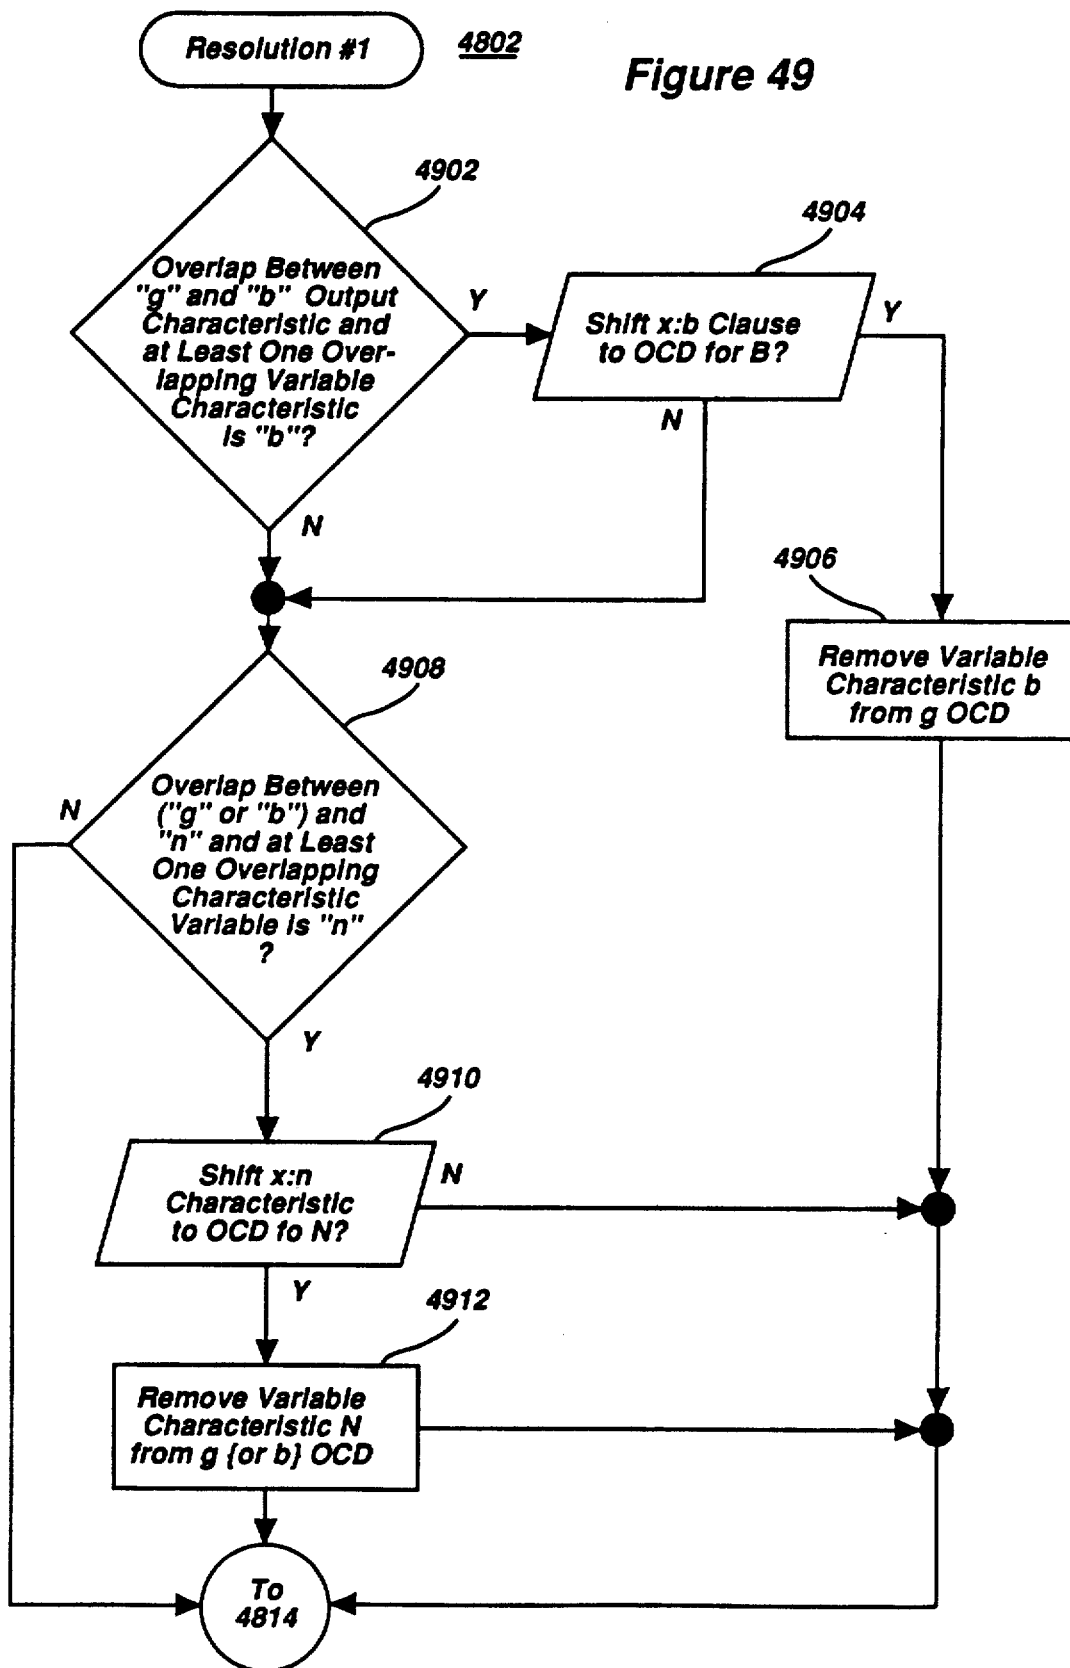 Resolution #1
4802
Figure 49
4902
Overlap Between
"g" and "b" Output
Characteristic and
at Least One Over-
lapping Variable
Characteristic
Is "b"?
Y
N
4904
Shift x:b Clause
to OCD for B?
Y
N
4906
Remove Variable
Characteristic b
from g OCD
4908
Overlap Between
("g" or "b") and
"n" and at Least
One Overlapping
Characteristic
Variable Is "n"
?
N
Y
4910
Shift x:n
Characteristic
to OCD fo N?
N
Y
4912
Remove Variable
Characteristic N
from g {or b} OCD
To
4814